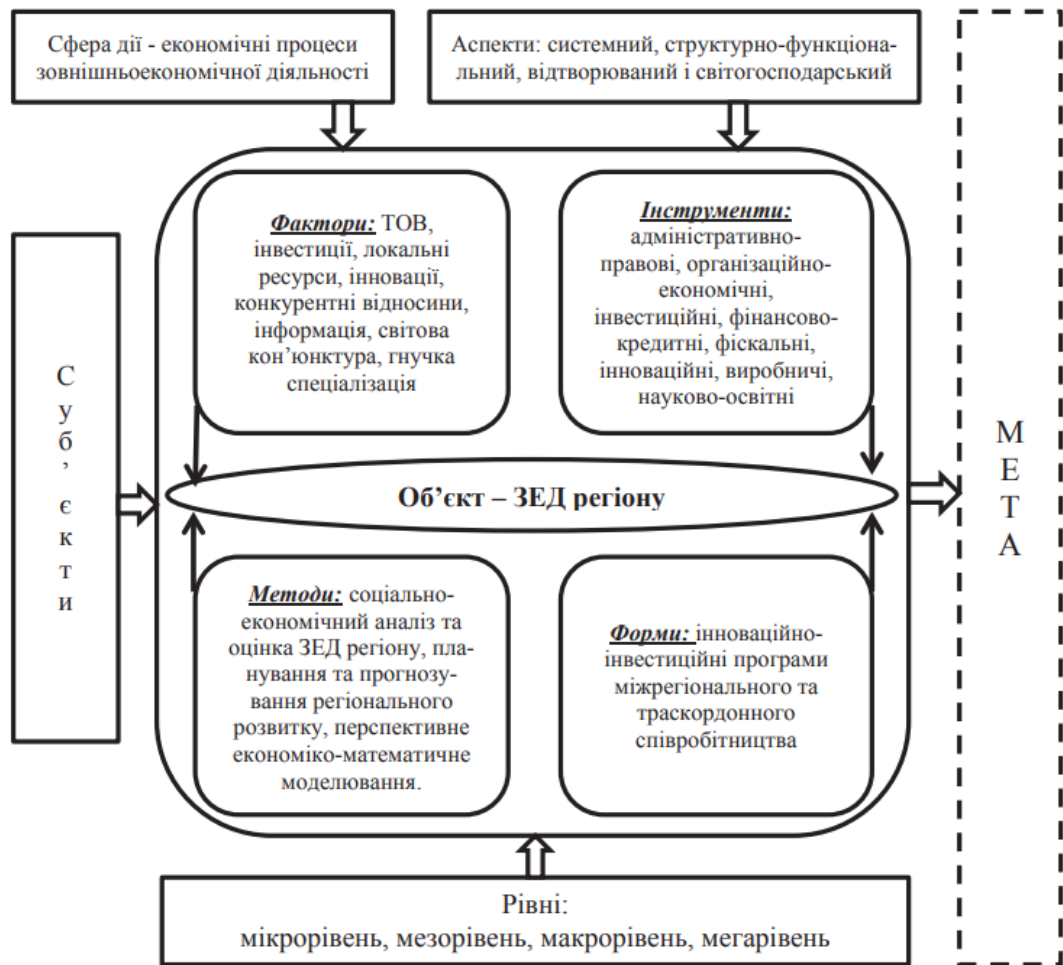 Сфера дії - економічні процеси
зовнішньоекономічної діяльності
Аспекти: системний, структурно-функціона-
льний, відтворюваний і світогосподарський
Фактори: ТОВ,
інвестиції, локальні
ресурси, інновації,
конкурентні відносини,
інформація, світова
кон’юнктура, гнучка
спеціалізація
Інструменти:
адміністративно-
правові, організаційно-
економічні,
інвестиційні, фінансово-
кредитні, фіскальні,
інноваційні, виробничі,
науково-освітні
Суб’єкти
Об’єкт – ЗЕД регіону
МЕТА
Методи: соціально-
економічний аналіз та
оцінка ЗЕД регіону, пла-
нування та прогнозу-
вання регіонального
розвитку, перспективне
економіко-математичне
моделювання.
Форми: інноваційно-
інвестиційні програми
міжрегіонального та
траскордонного
співробітництва
Рівні:
мікрорівень, мезорівень, макрорівень, мегарівень